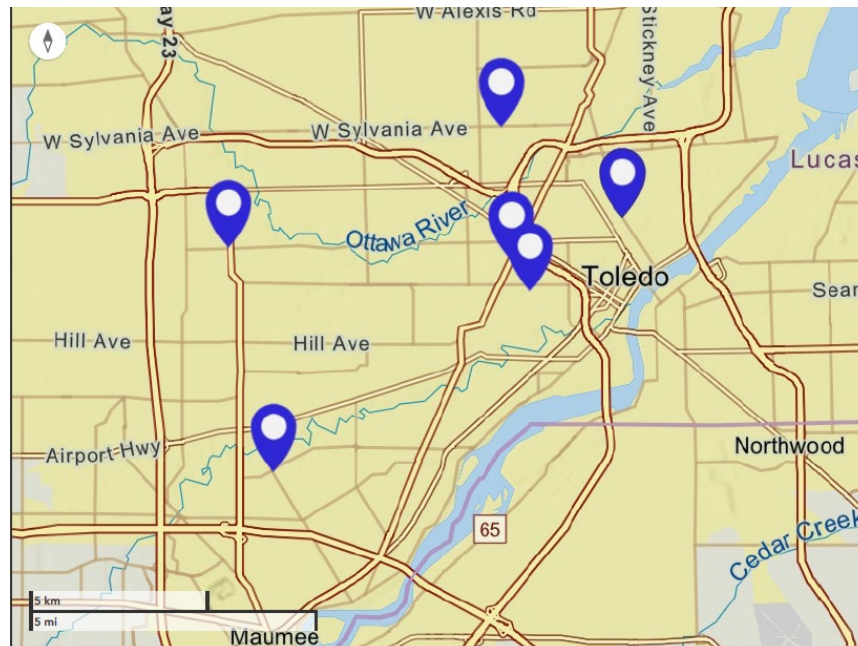 W Alexis Rd
ay 23
Stickney Ave
W Sylvania Ave
W Sylvania Ave
Lucas
Ottawa River
Toledo
Sear
Hill Ave
Hill Ave
Airport Hwy
Northwood
65
Cedar Creek
5 km
5 mi
Maumee